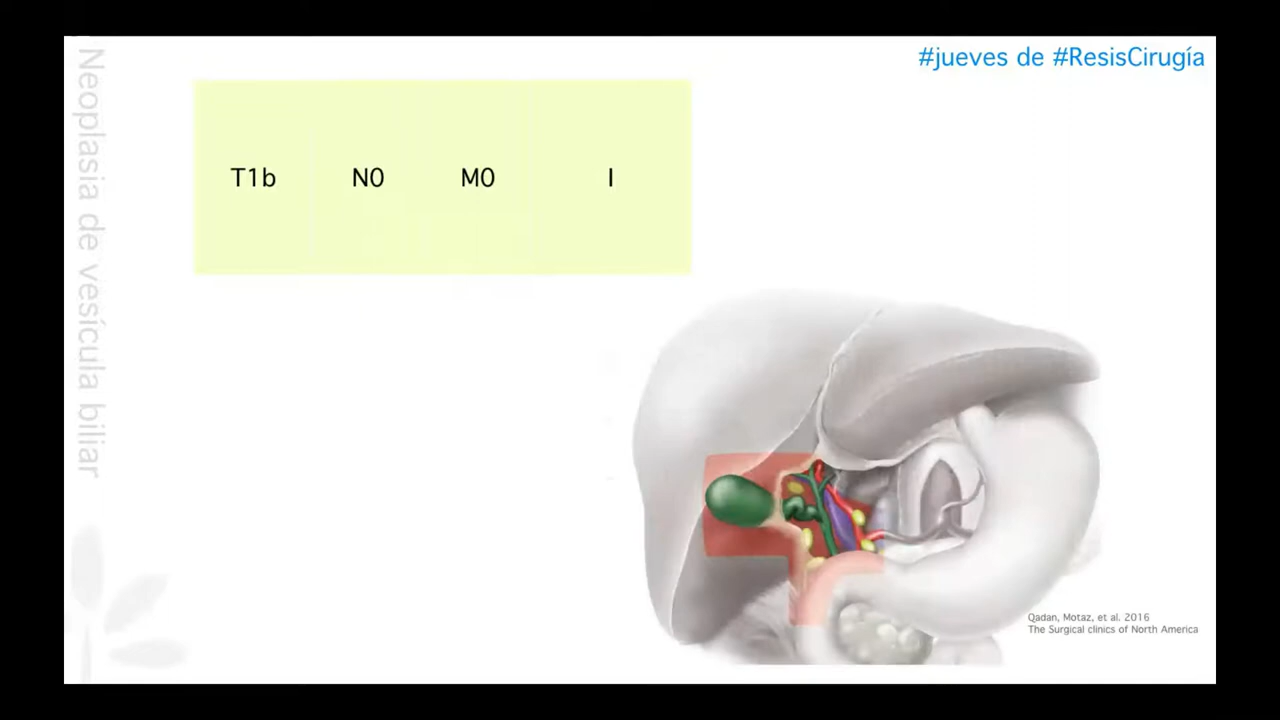 #jueves de #ResisCirugía
Neoplasia de vesícula biliar
T1b N0 M0 I
Qadan, Motaz, et al. 2016
The Surgical clinics of North America